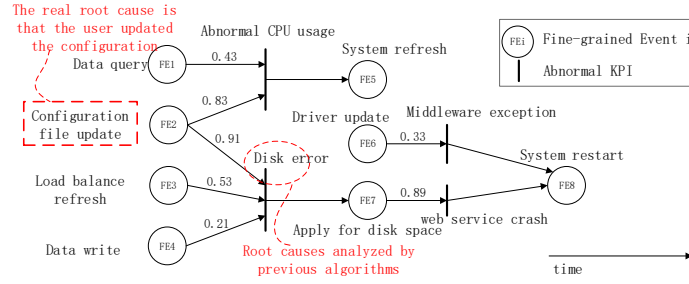 The real root cause is
that the user updated
the configuration
Abnormal CPU usage
Data query
FE1
0.43
System refresh
FE5
FEi
Fine-grained Event i
Abnormal KPI
0.83
Configuration
file update
FE2
0.91
Driver update
FE6
0.33
Middleware exception
Disk error
System restart
FE8
Load balance
refresh
FE3
0.53
FE7
0.89
0.21
Apply for disk space
web service crash
Data write
FE4
Root causes analyzed by
previous algorithms
time